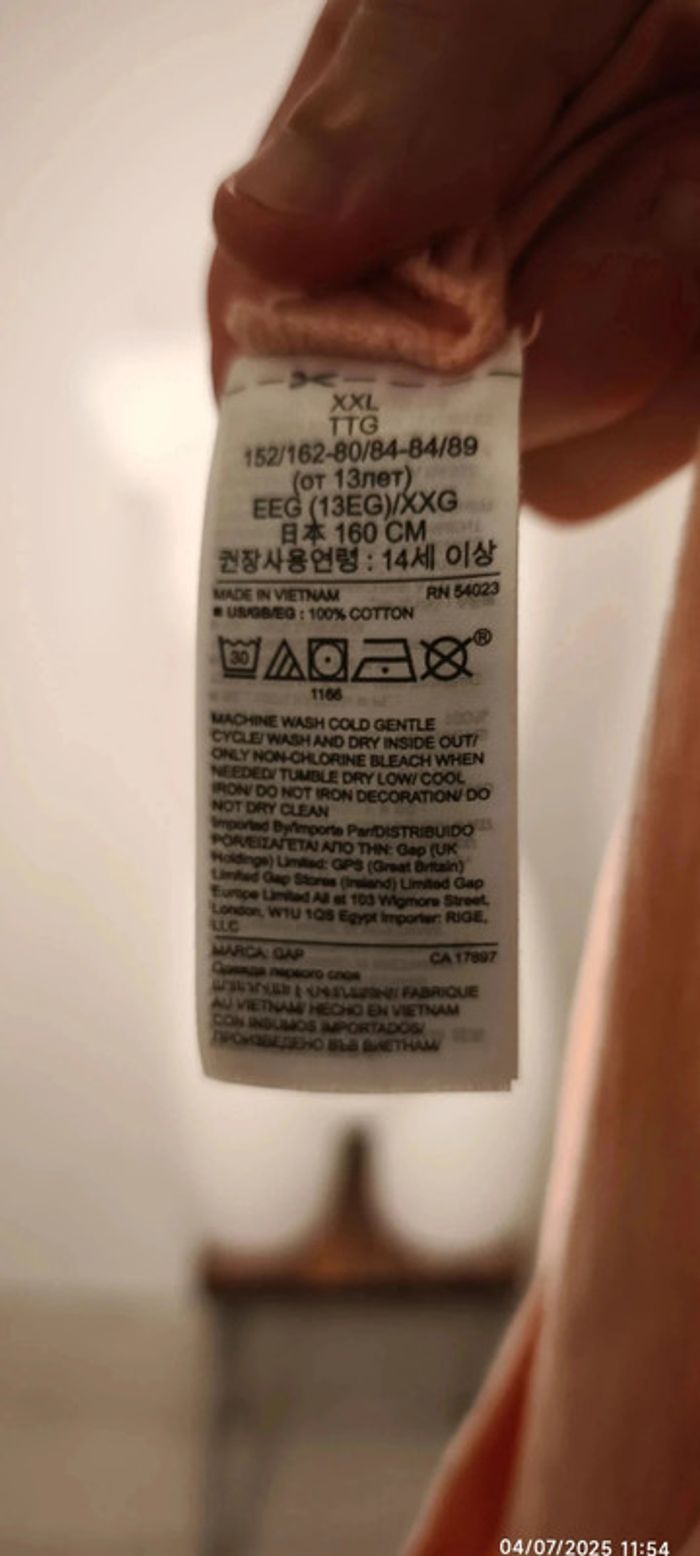 XXL
TTG
152/162-80/84-84/89
(от 13лет)
EEG (13EG)/XXG
日本 160 CM
권장사용연령 : 14세 이상
MADE IN VIETNAM RN 54023
■ US/GB/EG : 100% COTTON
30
®
1166
MACHINE WASH COLD GENTLE
CYCLE/ WASH AND DRY INSIDE OUT/
ONLY NON-CHLORINE BLEACH WHEN
NEEDED/ TUMBLE DRY LOW/ COOL
IRON/ DO NOT IRON DECORATION/ DO
NOT DRY CLEAN
Imported By/Importe Par/DISTRIBUIDO
POR/ΕΙΣΑΓΕΤΑΙ ΑΠΟ ΤΗΝ: Gap (UK
Holdings) Limited: GPS (Great Britain)
Limited Gap Stores (Ireland) Limited Gap
Europe Limited All at 103 Wigmore Street,
London, W1U 1QS Egypt Importer: RIGE,
LLC
MARCA: GAP CA 17897
Одежда первого слоя
FABRIQUE
AU VIETNAM/ HECHO EN VIETNAM
CON INSUMOS IMPORTADOS/
ПРОИЗВЕДЕНО ВЪВ ВИЕТНАМ/
04/07/2025 11:54